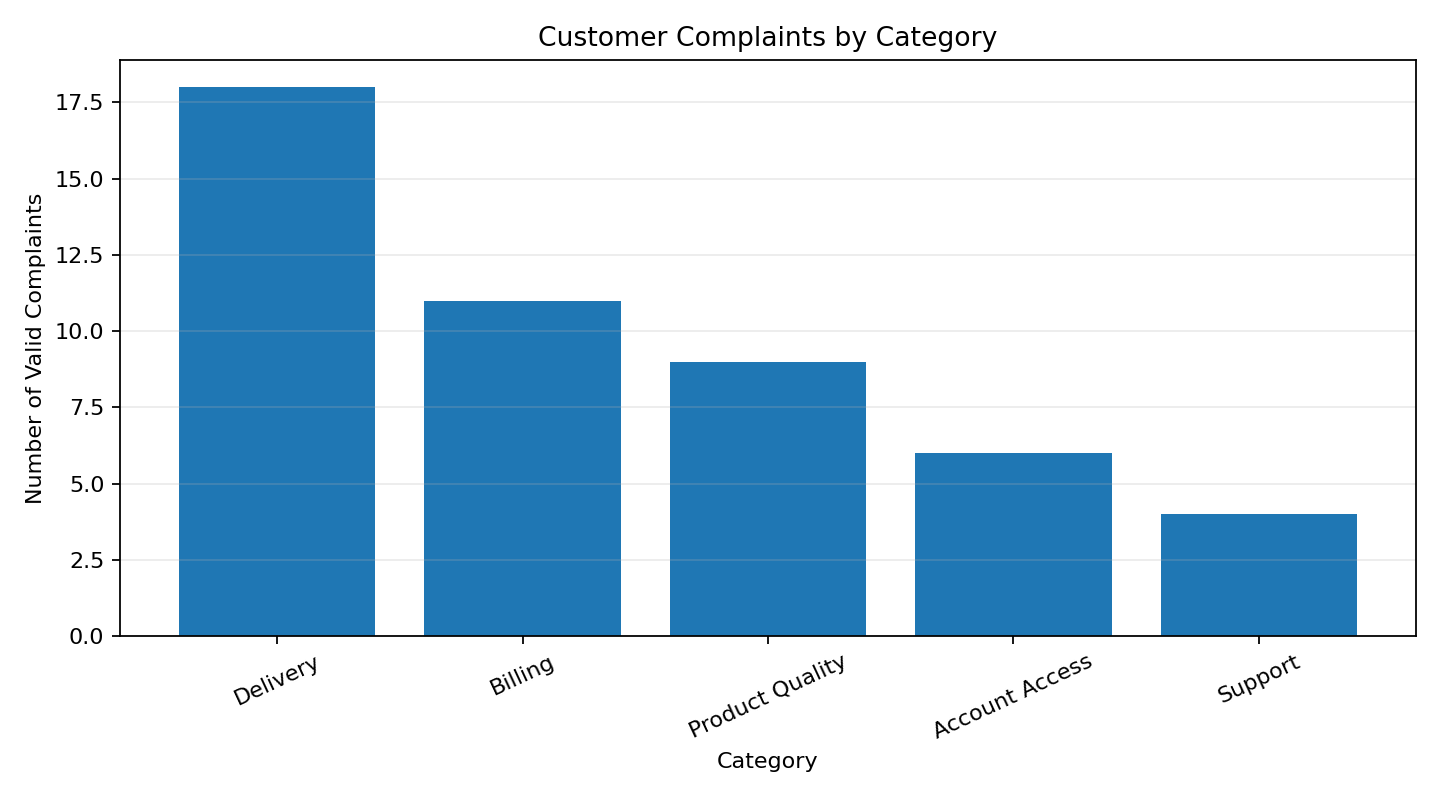 Customer Complaints by Category
Number of Valid Complaints
17.5
15.0
12.5
10.0
7.5
5.0
2.5
0.0
Delivery
Billing
Product Quality
Account Access
Support
Category